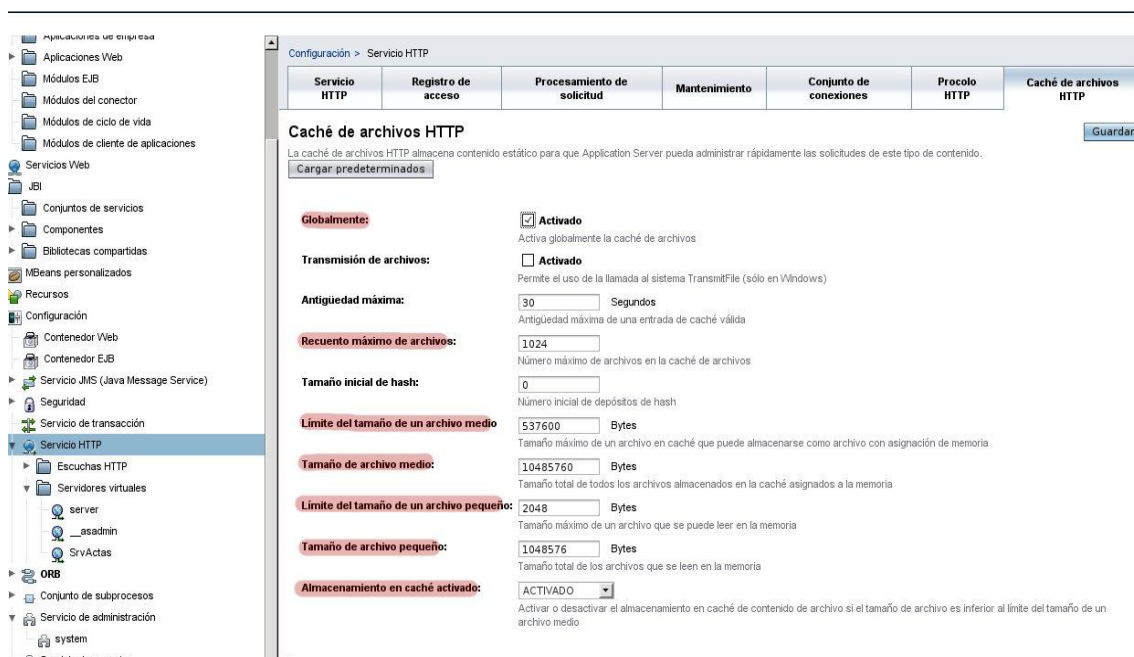 Aplicaciones de empresa
Aplicaciones Web
Módulos EJB
Módulos del conector
Módulos de ciclo de vida
Módulos de cliente de aplicaciones
Servicios Web
JBI
Conjuntos de servicios
Componentes
Bibliotecas compartidas
MBeans personalizados
Recursos
Configuración
Contenedor Web
Contenedor EJB
Servicio JMS (Java Message Service)
Seguridad
Servicio de transacción
Servicio HTTP
Escuchas HTTP
Servidores virtuales
server
__asadmin
SrvActas
ORB
Conjunto de subprocesos
Servicio de administración
system
Configuración > Servicio HTTP
Servicio HTTP
Registro de acceso
Procesamiento de solicitud
Mantenimiento
Conjunto de conexiones
Procolo HTTP
Caché de archivos HTTP
Caché de archivos HTTP
Guardar
La caché de archivos HTTP almacena contenido estático para que Application Server pueda administrar rápidamente las solicitudes de este tipo de contenido.
Cargar predeterminados
Globalmente: Activado
Activa globalmente la caché de archivos
Transmisión de archivos: Activado
Permite el uso de la llamada al sistema TransmitFile (sólo en Windows)
Antigüedad máxima: 30 Segundos
Antigüedad máxima de una entrada de caché válida
Recuento máximo de archivos: 1024
Número máximo de archivos en la caché de archivos
Tamaño inicial de hash: 0
Número inicial de depósitos de hash
Límite del tamaño de un archivo medio 537600 Bytes
Tamaño máximo de un archivo en caché que puede almacenarse como archivo con asignación de memoria
Tamaño de archivo medio: 10485760 Bytes
Tamaño total de todos los archivos almacenados en la caché asignados a la memoria
Límite del tamaño de un archivo pequeño: 2048 Bytes
Tamaño máximo de un archivo que se puede leer en la memoria
Tamaño de archivo pequeño: 1048576 Bytes
Tamaño total de los archivos que se leen en la memoria
Almacenamiento en caché activado: ACTIVADO
Activar o desactivar el almacenamiento en caché de contenido de archivo si el tamaño de archivo es inferior al límite del tamaño de un
archivo medio